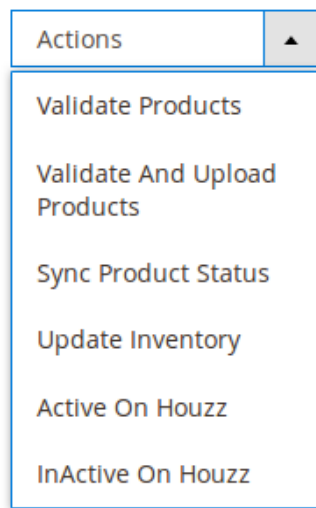 Actions
Validate Products
Validate And Upload
Products
Sync Product Status
Update Inventory
Active On Houzz
InActive On Houzz